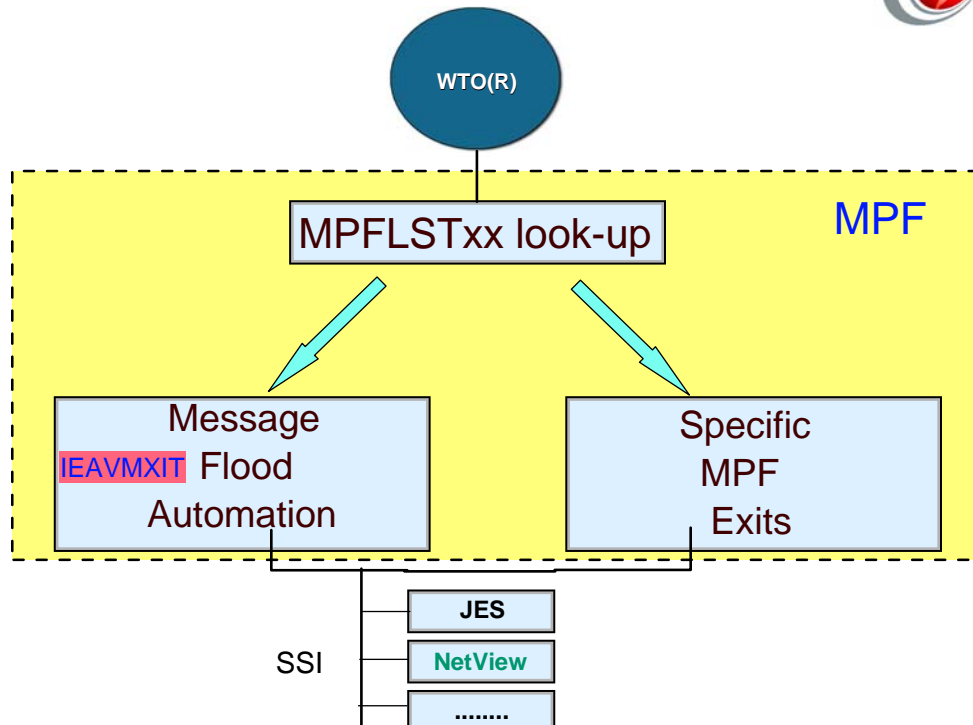 WTO(R)
MPFLSTxx look-up
MPF
Message
IEAVMXIT Flood
Automation
Specific
MPF
Exits
JES
SSI
NetView
........